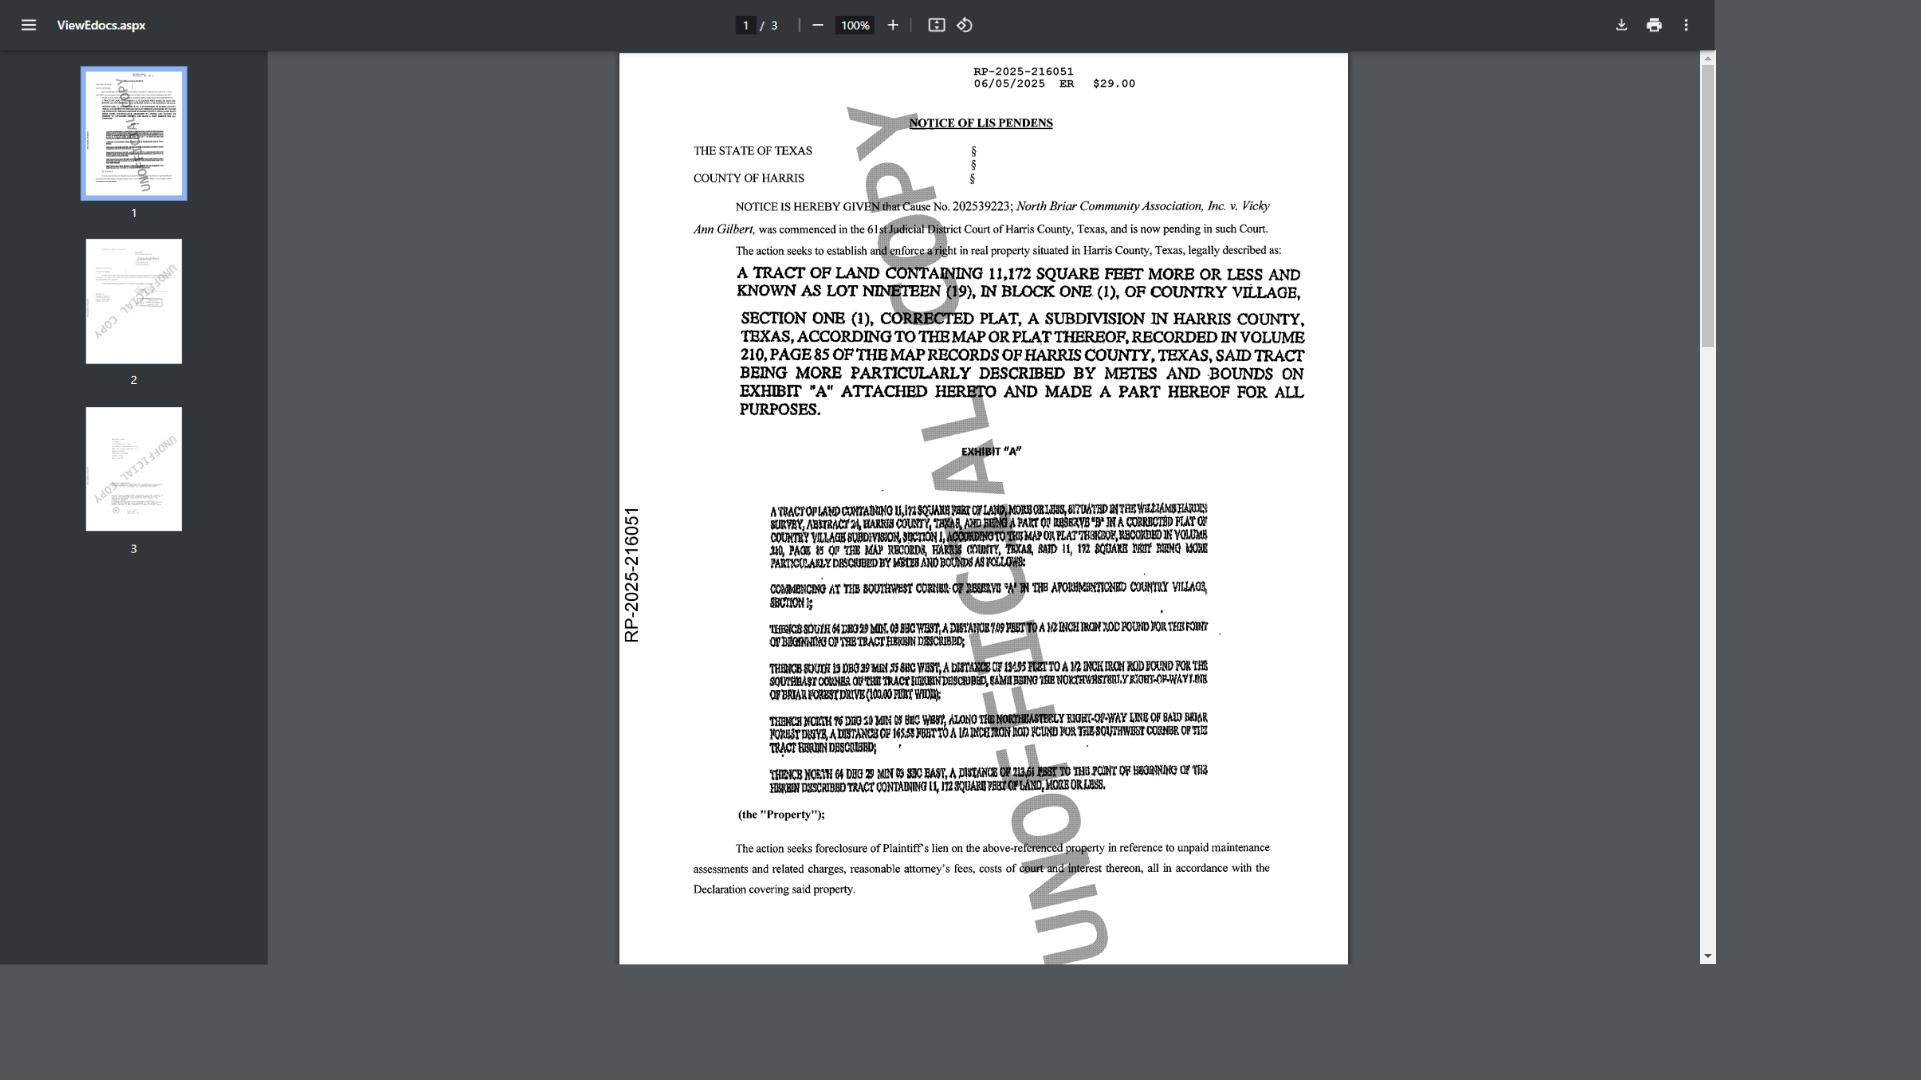 ViewEdocs.aspx
1 / 3
100%
1
2
3
RP-2025-216051
06/05/2025 ER $29.00
NOTICE OF LIS PENDENS
THE STATE OF TEXAS §
§
COUNTY OF HARRIS §
NOTICE IS HEREBY GIVEN that Cause No. 202539223; North Briar Community Association, Inc. v. Vicky
Ann Gilbert, was commenced in the 61st Judicial District Court of Harris County, Texas, and is now pending in such Court.
The action seeks to establish and enforce a right in real property situated in Harris County, Texas, legally described as:
A TRACT OF LAND CONTAINING 11,172 SQUARE FEET MORE OR LESS AND
KNOWN AS LOT NINETEEN (19), IN BLOCK ONE (1), OF COUNTRY VILLAGE,
SECTION ONE (1), CORRECTED PLAT, A SUBDIVISION IN HARRIS COUNTY,
TEXAS, ACCORDING TO THE MAP OR PLAT THEREOF, RECORDED IN VOLUME
210, PAGE 85 OF THE MAP RECORDS OF HARRIS COUNTY, TEXAS, SAID TRACT
BEING MORE PARTICULARLY DESCRIBED BY METES AND BOUNDS ON
EXHIBIT "A" ATTACHED HERETO AND MADE A PART HEREOF FOR ALL
PURPOSES.
EXHIBIT "A"
A TRACT OF LAND CONTAINING 11,172 SQUARE FEET OF LAND, MORE OR LESS, SITUATED IN THE WILLIAMS HARDIN
SURVEY, ABSTRACT 24, HARRIS COUNTY, TEXAS, AND BEING A PART OF RESERVE "B" IN A CORRECTED PLAT OF
COUNTRY VILLAGE SUBDIVISION, SECTION 1, ACCORDING TO THE MAP OR PLAT THEREOF, RECORDED IN VOLUME
210, PAGE 85 OF THE MAP RECORDS, HARRIS COUNTY, TEXAS, SAID 11, 172 SQUARE FEET BEING MORE
PARTICULARLY DESCRIBED BY METES AND BOUNDS AS FOLLOWS:
COMMENCING AT THE SOUTHWEST CORNER OF RESERVE "A" IN THE AFOREMENTIONED COUNTRY VILLAGE,
SECTION 1;
THENCE SOUTH 64 DEG 29 MIN. 03 SEC WEST, A DISTANCE 7.09 FEET TO A 1/2 INCH IRON ROD FOUND FOR THE POINT
OF BEGINNING OF THE TRACT HEREIN DESCRIBED;
THENCE SOUTH 13 DEG 39 MIN 55 SEC WEST, A DISTANCE OF 134.95 FEET TO A 1/2 INCH IRON ROD BOUND FOR THE
SOUTHEAST CORNER OF THE TRACT HEREIN DESCRIBED, SAME BEING THE NORTHWESTERLY RIGHT-OF-WAY LINE
OF BRIAR FOREST DRIVE (100.00 FEET WIDE);
THENCE NORTH 76 DEG 20 MIN 05 SEC WEST, ALONG THE NORTHEASTERLY RIGHT-OF-WAY LINE OF SAID BRIAR
FOREST DRIVE, A DISTANCE OF 165.58 FEET TO A 1/2 INCH IRON ROD FOUND FOR THE SOUTHWEST CORNER OF THE
TRACT HEREIN DESCRIBED;
THENCE NORTH 64 DEG 29 MIN 03 SEC EAST, A DISTANCE OF 213.61 FEET TO THE POINT OF BEGINNING OF THE
HEREIN DESCRIBED TRACT CONTAINING 11, 172 SQUARE FEET OF LAND, MORE OR LESS.
(the "Property");
The action seeks foreclosure of Plaintiff's lien on the above-referenced property in reference to unpaid maintenance
assessments and related charges, reasonable attorney's fees, costs of court and interest thereon, all in accordance with the
Declaration covering said property.
RP-2025-216051
UNOFFICIAL COPY